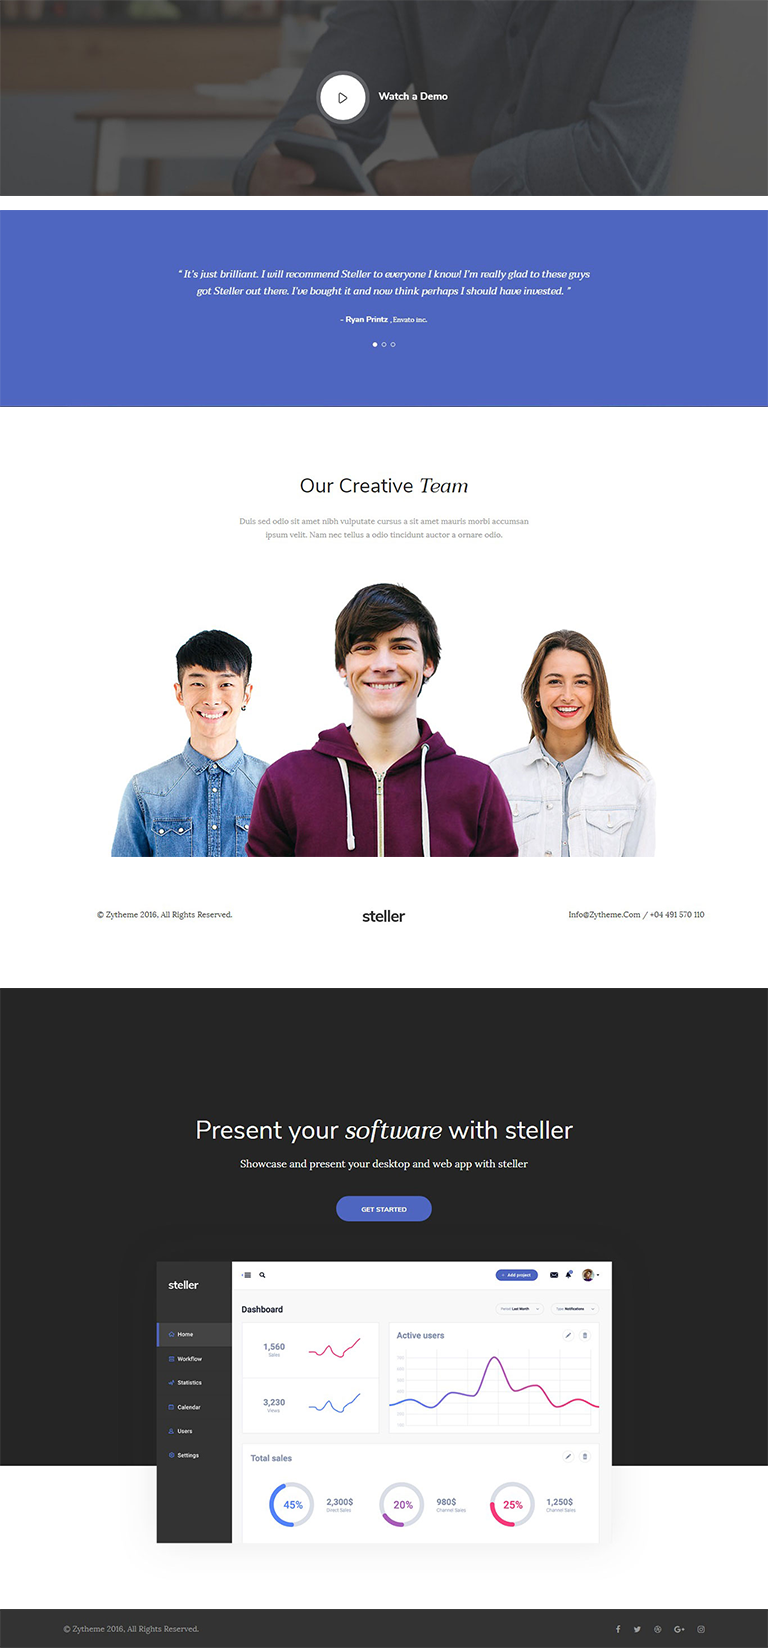 Watch a Demo
“ It's just brilliant. I will recommend Steller to everyone I know! I'm really glad to these guys
got Steller out there. I've bought it and now think perhaps I should have invested. ”
- Ryan Printz , Envato inc.
Our Creative Team
Duis sed odio sit amet nibh vulputate cursus a sit amet mauris morbi accumsan
ipsum velit. Nam nec tellus a odio tincidunt auctor a ornare odio.
© Zytheme 2016, All Rights Reserved.
steller
Info@Zytheme.Com / +04 491 570 110
Present your software with steller
Showcase and present your desktop and web app with steller
GET STARTED
steller
+ Add project
Dashboard
Period: Last Month
Type: Notifications
Home
Workflow
Statistics
Calendar
Users
Settings
1,560
Sales
3,230
Views
Active users
700
600
500
400
300
200
100
Total sales
45%
2,300$
Direct Sales
20%
980$
Channel Sales
25%
1,250$
Channel Sales
© Zytheme 2016, All Rights Reserved.